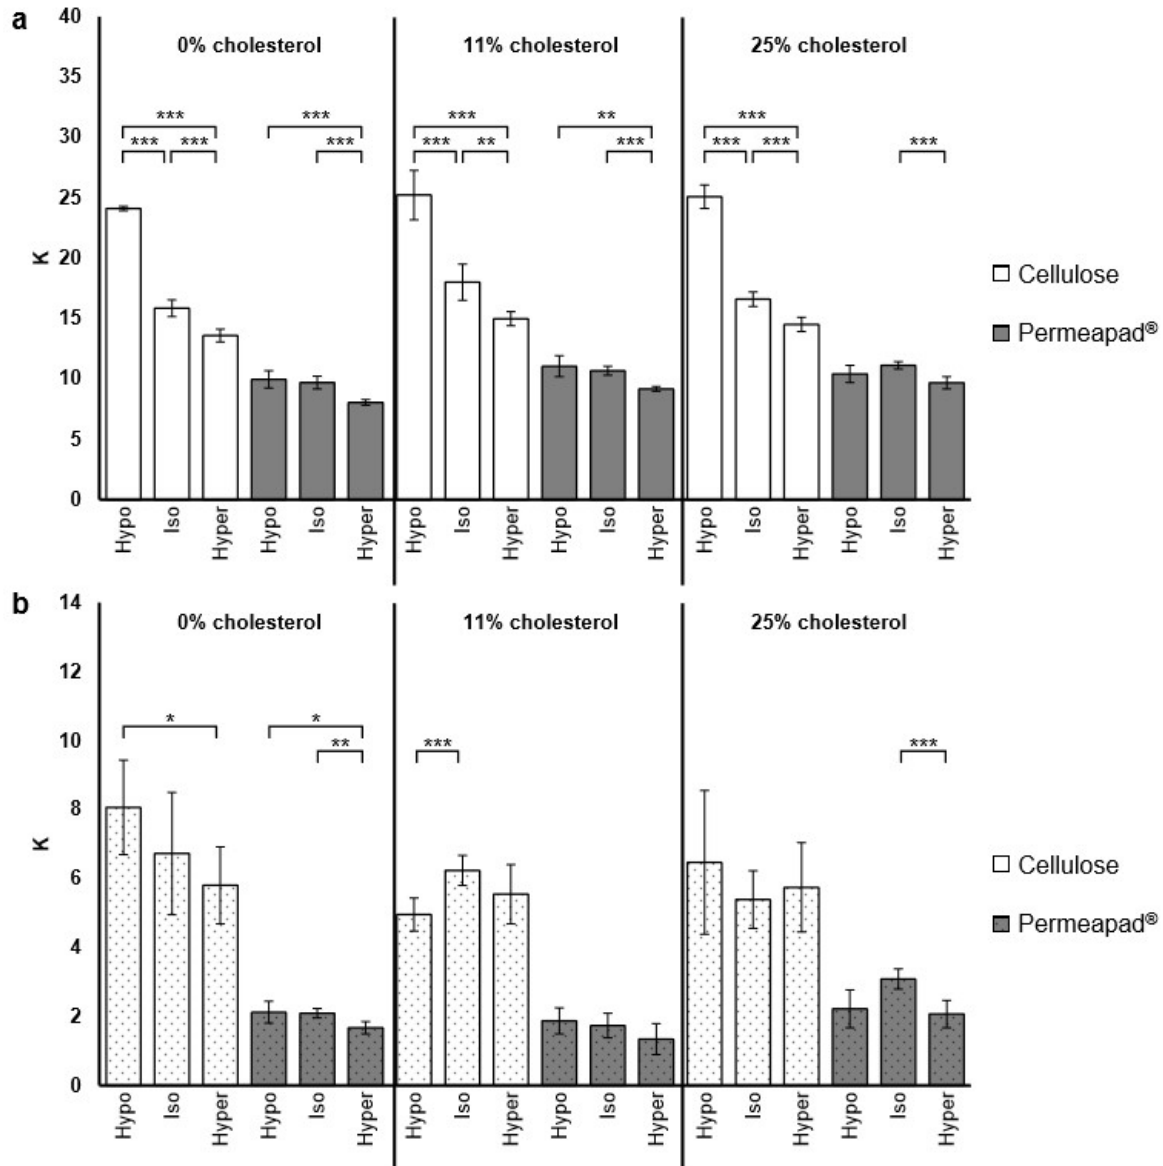 a
40
35
30
25
20
15
10
5
0
K
0% cholesterol 11% cholesterol 25% cholesterol
*** *** *** ** ***
*** *** *** *** ** *** *** *** ***
Hypo Iso Hyper Hypo Iso Hyper Hypo Iso Hyper Hypo Iso Hyper Hypo Iso Hyper Hypo Iso Hyper
Cellulose
Permeapad®
b
14
12
10
8
6
4
2
0
K
0% cholesterol 11% cholesterol 25% cholesterol
* *
** *** ***
Hypo Iso Hyper Hypo Iso Hyper Hypo Iso Hyper Hypo Iso Hyper Hypo Iso Hyper Hypo Iso Hyper
Cellulose
Permeapad®